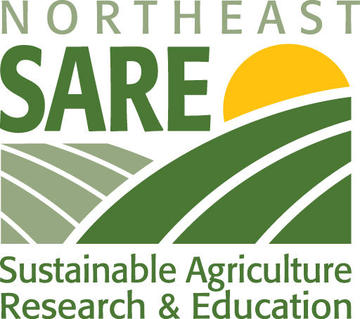 NORTHEAST
SARE
Sustainable Agriculture
Research & Education